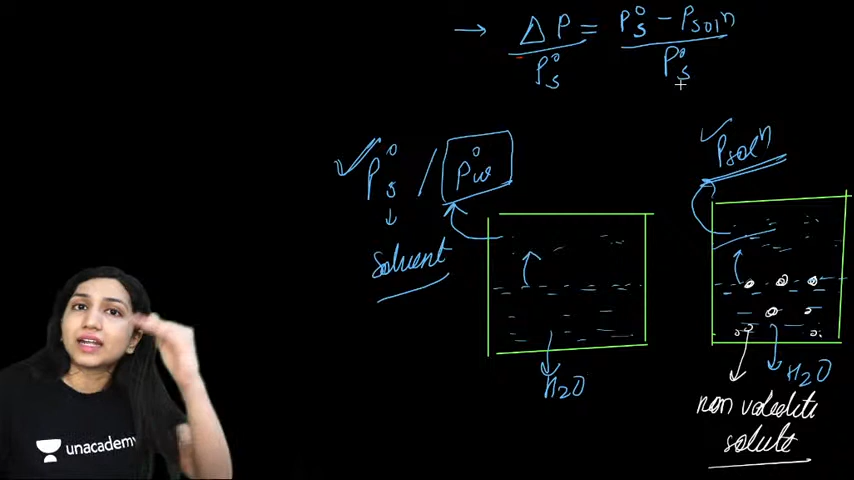 → ΔP/P°s = P°s - Psolⁿ/P°s
P°s / P°w
Psolⁿ
solvent
H2O
H2O
non volatile
solute
unacademy